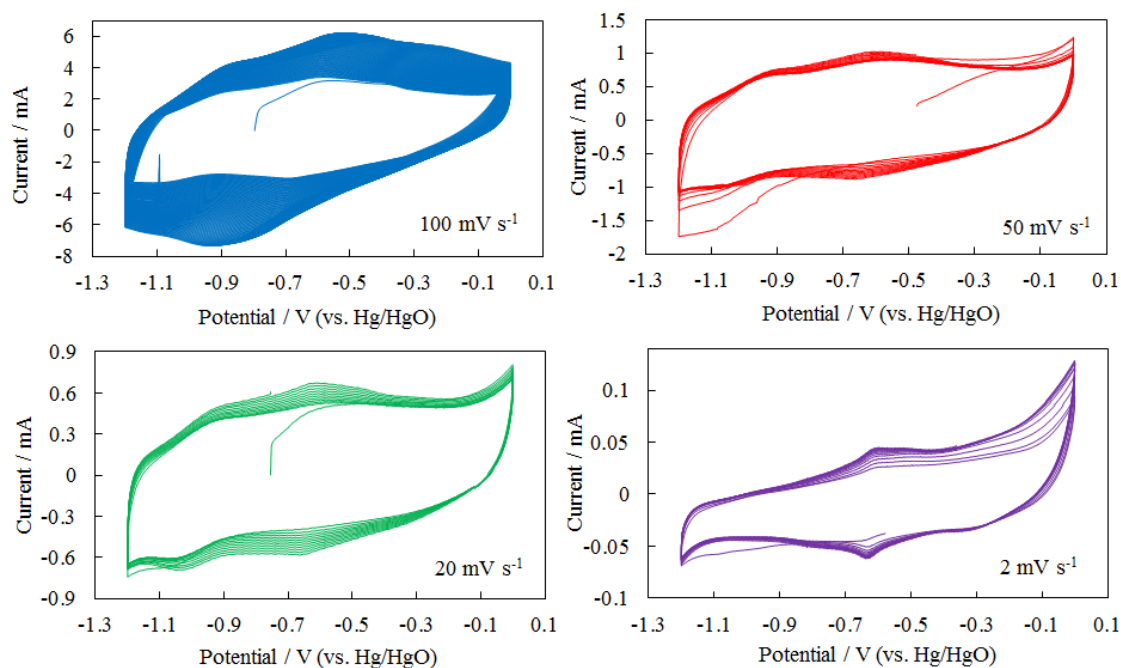 6
4
2
0
-2
-4
-6
-8
Current / mA
100 mV s-1
-1.3 -1.1 -0.9 -0.7 -0.5 -0.3 -0.1 0.1
Potential / V (vs. Hg/HgO)
1.5
1
0.5
0
-0.5
-1
-1.5
-2
Current / mA
50 mV s-1
-1.3 -1.1 -0.9 -0.7 -0.5 -0.3 -0.1 0.1
Potential / V (vs. Hg/HgO)
0.9
0.6
0.3
0
-0.3
-0.6
-0.9
Current / mA
20 mV s-1
-1.3 -1.1 -0.9 -0.7 -0.5 -0.3 -0.1 0.1
Potential / V (vs. Hg/HgO)
0.1
0.05
0
-0.05
-0.1
Current / mA
2 mV s-1
-1.3 -1.1 -0.9 -0.7 -0.5 -0.3 -0.1 0.1
Potential / V (vs. Hg/HgO)